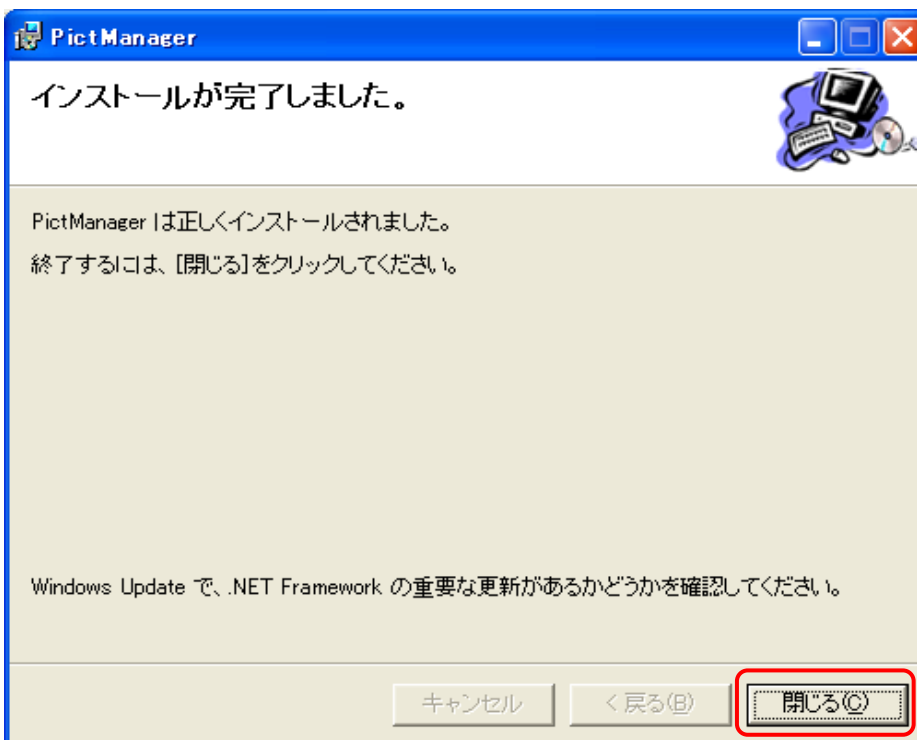 PictManager
インストールが完了しました。
PictManager は正しくインストールされました。
終了するには、[閉じる]をクリックしてください。
Windows Update で、.NET Framework の重要な更新があるかどうかを確認してください。
キャンセル
< 戻る(B)
閉じる(C)